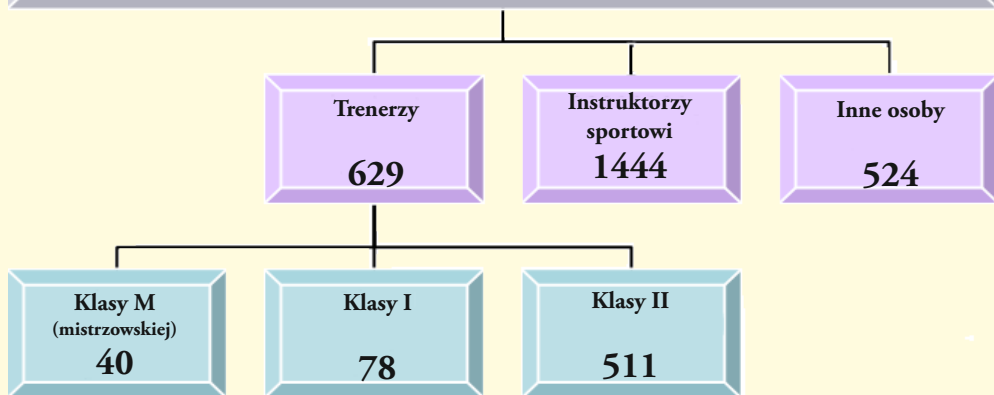 Trenerzy
629
Instruktorzy
sportowi
1444
Inne osoby
524
Klasy M
(mistrzowskiej)
40
Klasy I
78
Klasy II
511